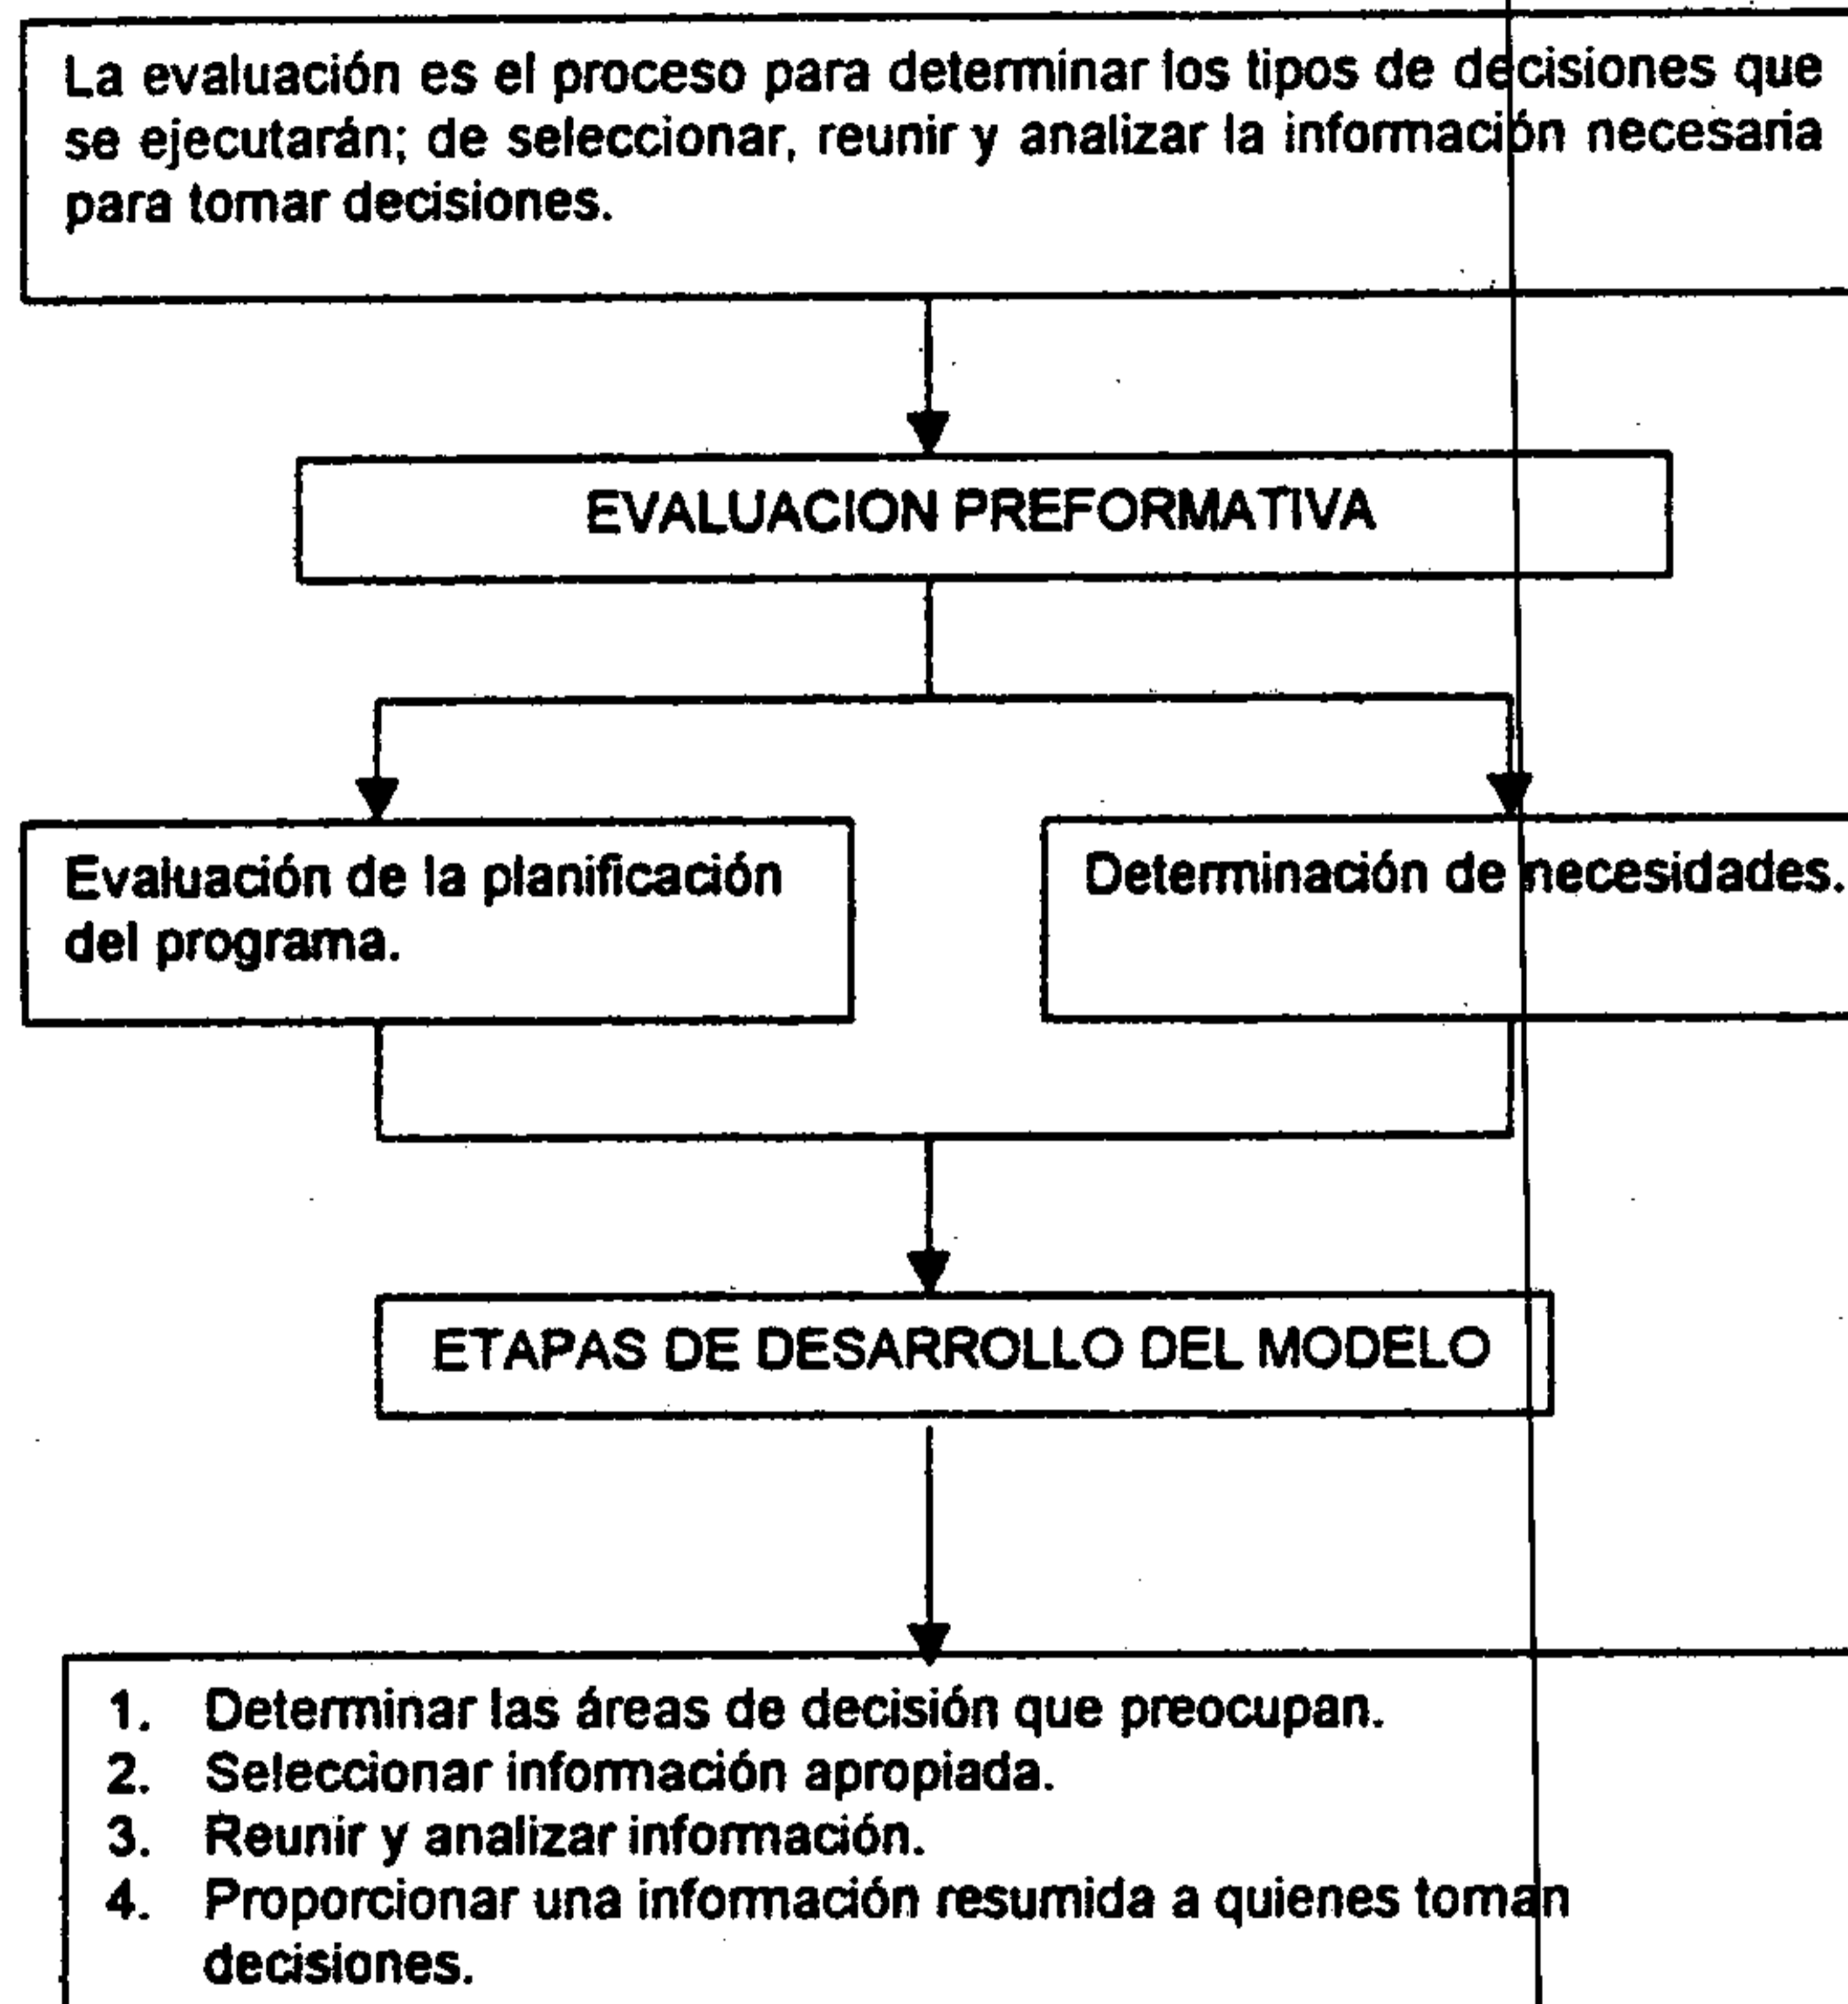 La evaluación es el proceso para determinar los tipos de decisiones que
se ejecutarán; de seleccionar, reunir y analizar la información necesaria
para tomar decisiones.
EVALUACION PREFORMATIVA
Evaluación de la planificación
del programa.
Determinación de necesidades.
ETAPAS DE DESARROLLO DEL MODELO
1. Determinar las áreas de decisión que preocupan.
2. Seleccionar información apropiada.
3. Reunir y analizar información.
4. Proporcionar una información resumida a quienes toman
decisiones.